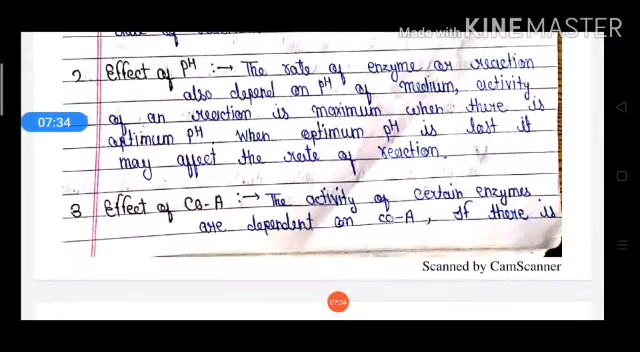 Made with KINEMASTER
2. Effect of pH :→ The rate of enzyme or reaction
also depend on pH of medium, activity
of an reaction is maximum when there is
optimum pH when optimum pH is last it
may affect the rate of reaction.
07:34
3 Effect of CO-A :→ The activity of certain enzymes
are dependent on CO-A, If there is
Scanned by CamScanner
07:34